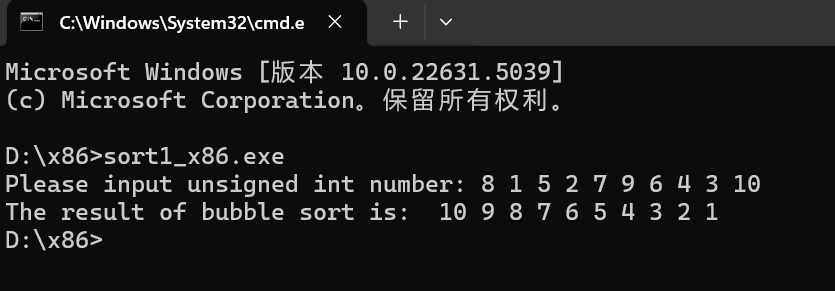 C:\Windows\System32\cmd.e
Microsoft Windows [版本 10.0.22631.5039]
(c) Microsoft Corporation。保留所有权利。
D:\x86>sort1_x86.exe
Please input unsigned int number: 8 1 5 2 7 9 6 4 3 10
The result of bubble sort is:  10 9 8 7 6 5 4 3 2 1
D:\x86>